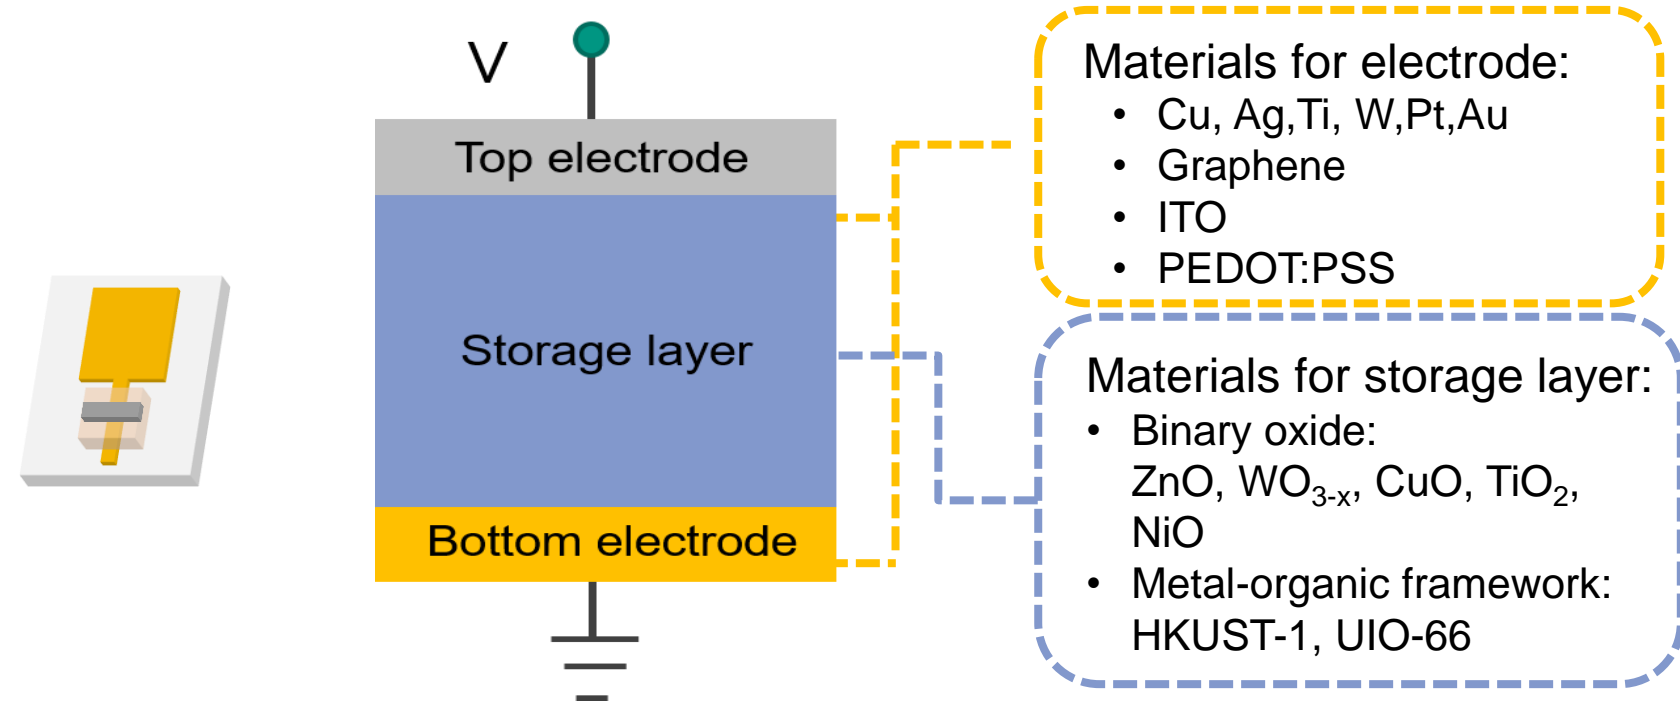 V
Top electrode
Storage layer
Bottom electrode
Materials for electrode:
• Cu, Ag,Ti, W,Pt,Au
• Graphene
• ITO
• PEDOT:PSS
Materials for storage layer:
• Binary oxide:
ZnO, WO₃₋ₓ, CuO, TiO₂,
NiO
• Metal-organic framework:
HKUST-1, UIO-66